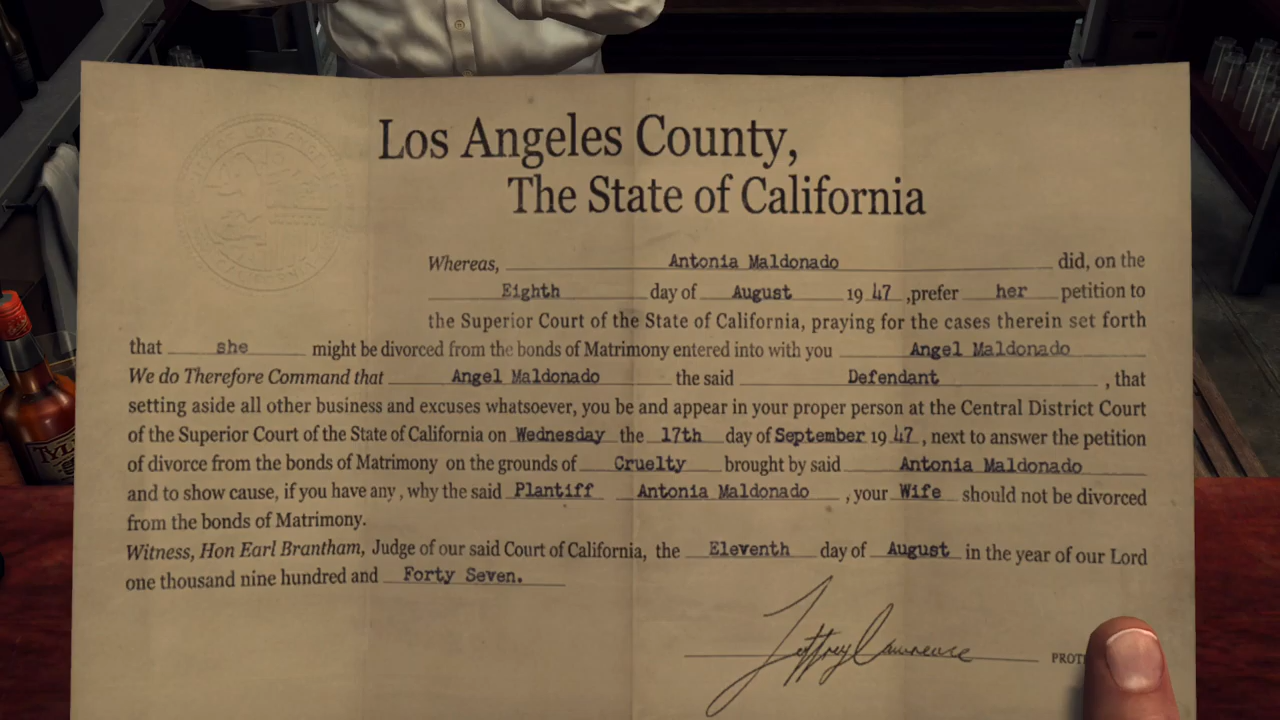 Los Angeles County,
The State of California
Whereas, Antonia Maldonado did, on the
Eighth day of August 19 47 ,prefer her petition to
the Superior Court of the State of California, praying for the cases therein set forth
that she might be divorced from the bonds of Matrimony entered into with you Angel Maldonado
We do Therefore Command that Angel Maldonado the said Defendant , that
setting aside all other business and excuses whatsoever, you be and appear in your proper person at the Central District Court
of the Superior Court of the State of California on Wednesday the 17th day of September 19 47 , next to answer the petition
of divorce from the bonds of Matrimony on the grounds of Cruelty brought by said Antonia Maldonado
and to show cause, if you have any , why the said Plantiff Antonia Maldonado , your Wife should not be divorced
from the bonds of Matrimony.
Witness, Hon Earl Brantham, Judge of our said Court of California, the Eleventh day of August in the year of our Lord
one thousand nine hundred and Forty Seven.
Jeffrey Lawrence